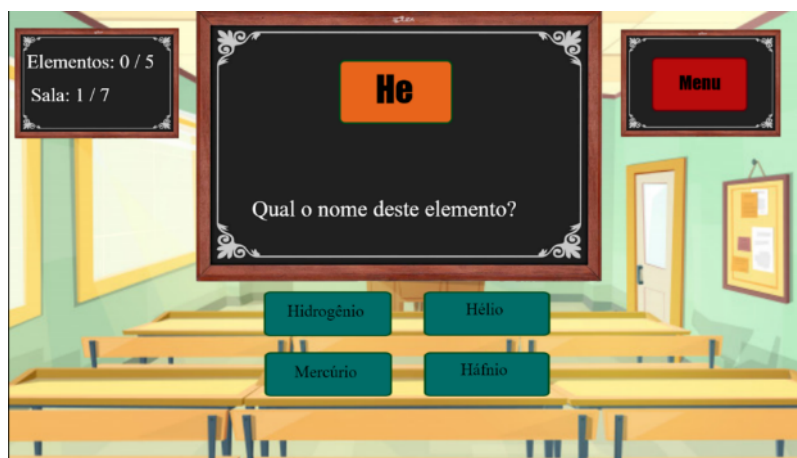 Elementos: 0 / 5
Sala: 1 / 7
He
Menu
Qual o nome deste elemento?
Hidrogênio
Hélio
Mercúrio
Háfnio